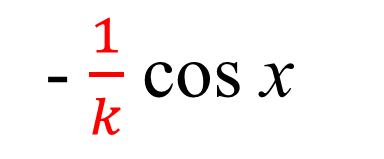 - 1/k cos x